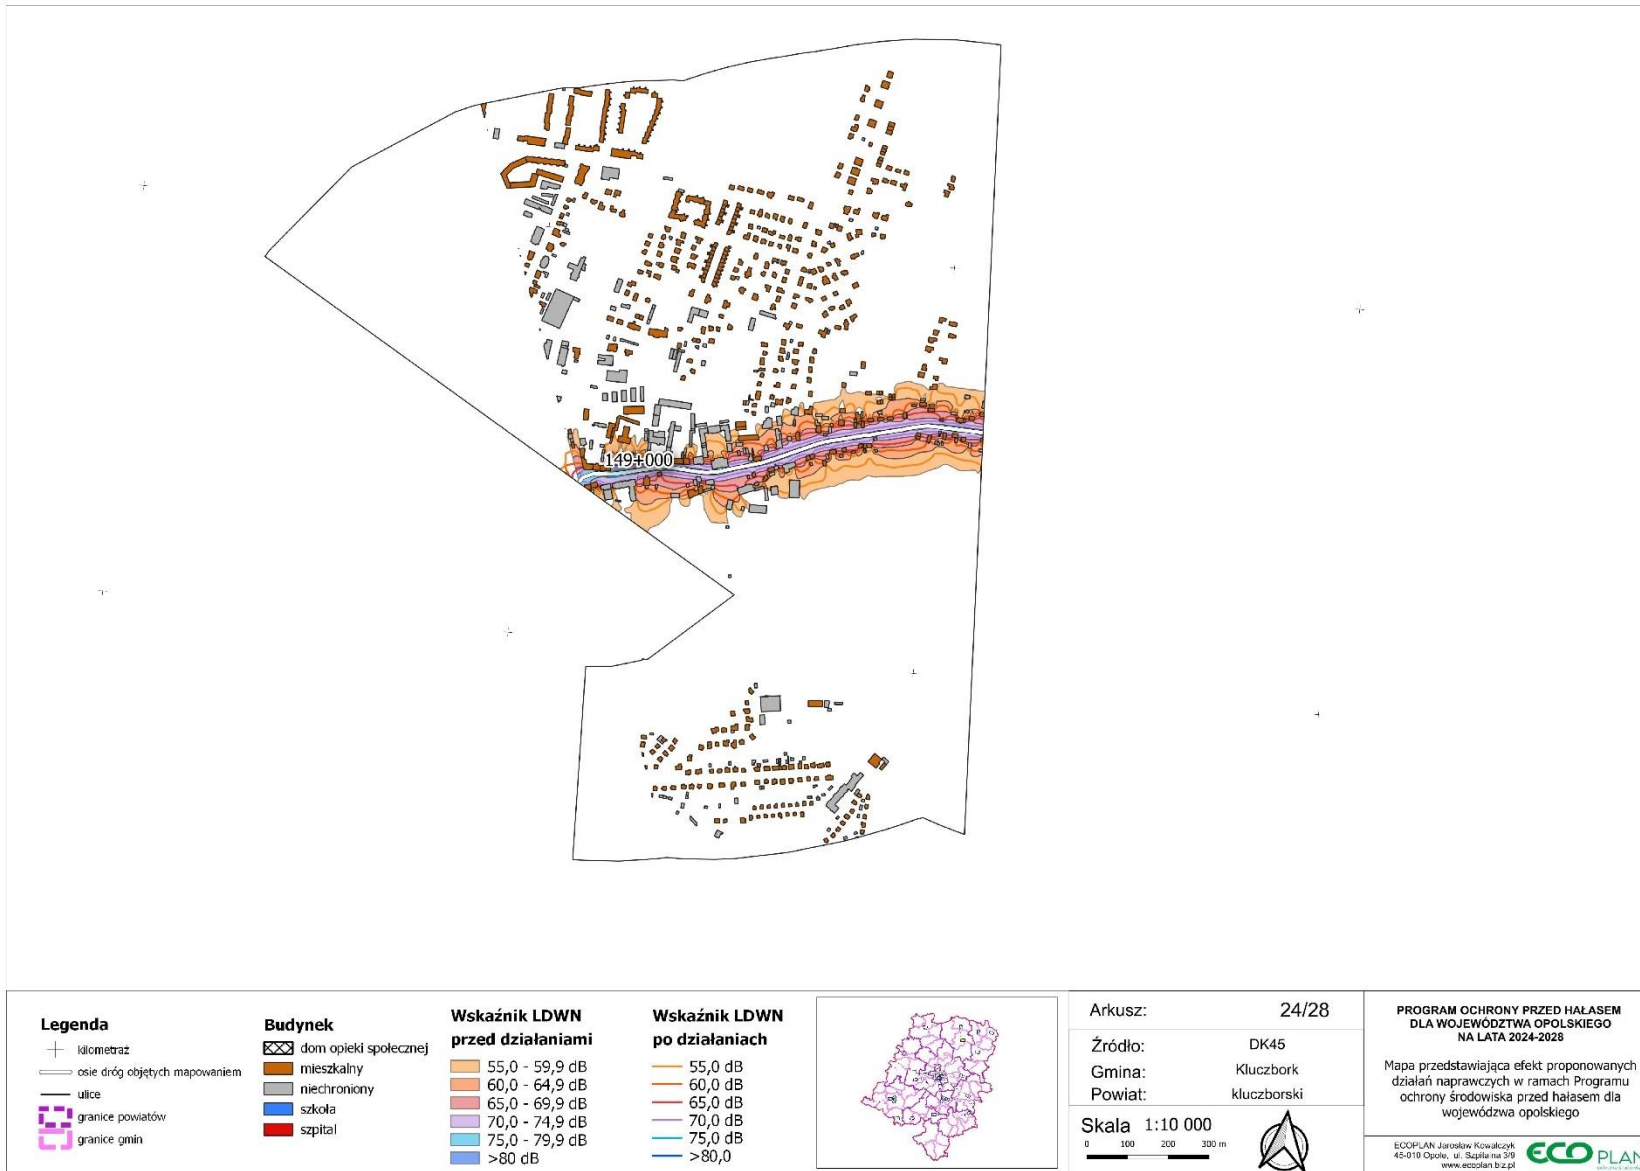 149+000
Legenda
kilometraż
osie dróg objętych mapowaniem
ulice
granice powiatów
granice gmin
Budynek
dom opieki społecznej
mieszkalny
niechroniony
szkoła
szpital
Wskaźnik LDWN
przed działaniami
55,0 - 59,9 dB
60,0 - 64,9 dB
65,0 - 69,9 dB
70,0 - 74,9 dB
75,0 - 79,9 dB
>80 dB
Wskaźnik LDWN
po działaniach
55,0 dB
60,0 dB
65,0 dB
70,0 dB
75,0 dB
>80,0
Arkusz: 24/28
Źródło: DK45
Gmina: Kluczbork
Powiat: kluczborski
Skala 1:10 000
0 100 200 300 m
PROGRAM OCHRONY PRZED HAŁASEM
DLA WOJEWÓDZTWA OPOLSKIEGO
NA LATA 2024-2028
Mapa przedstawiająca efekt proponowanych
działań naprawczych w ramach Programu
ochrony środowiska przed hałasem dla
województwa opolskiego
ECOPLAN Jarosław Kowalczyk
45-010 Opole, ul. Szpitalna 3/9
www.ecoplan.biz.pl
ECO PLAN